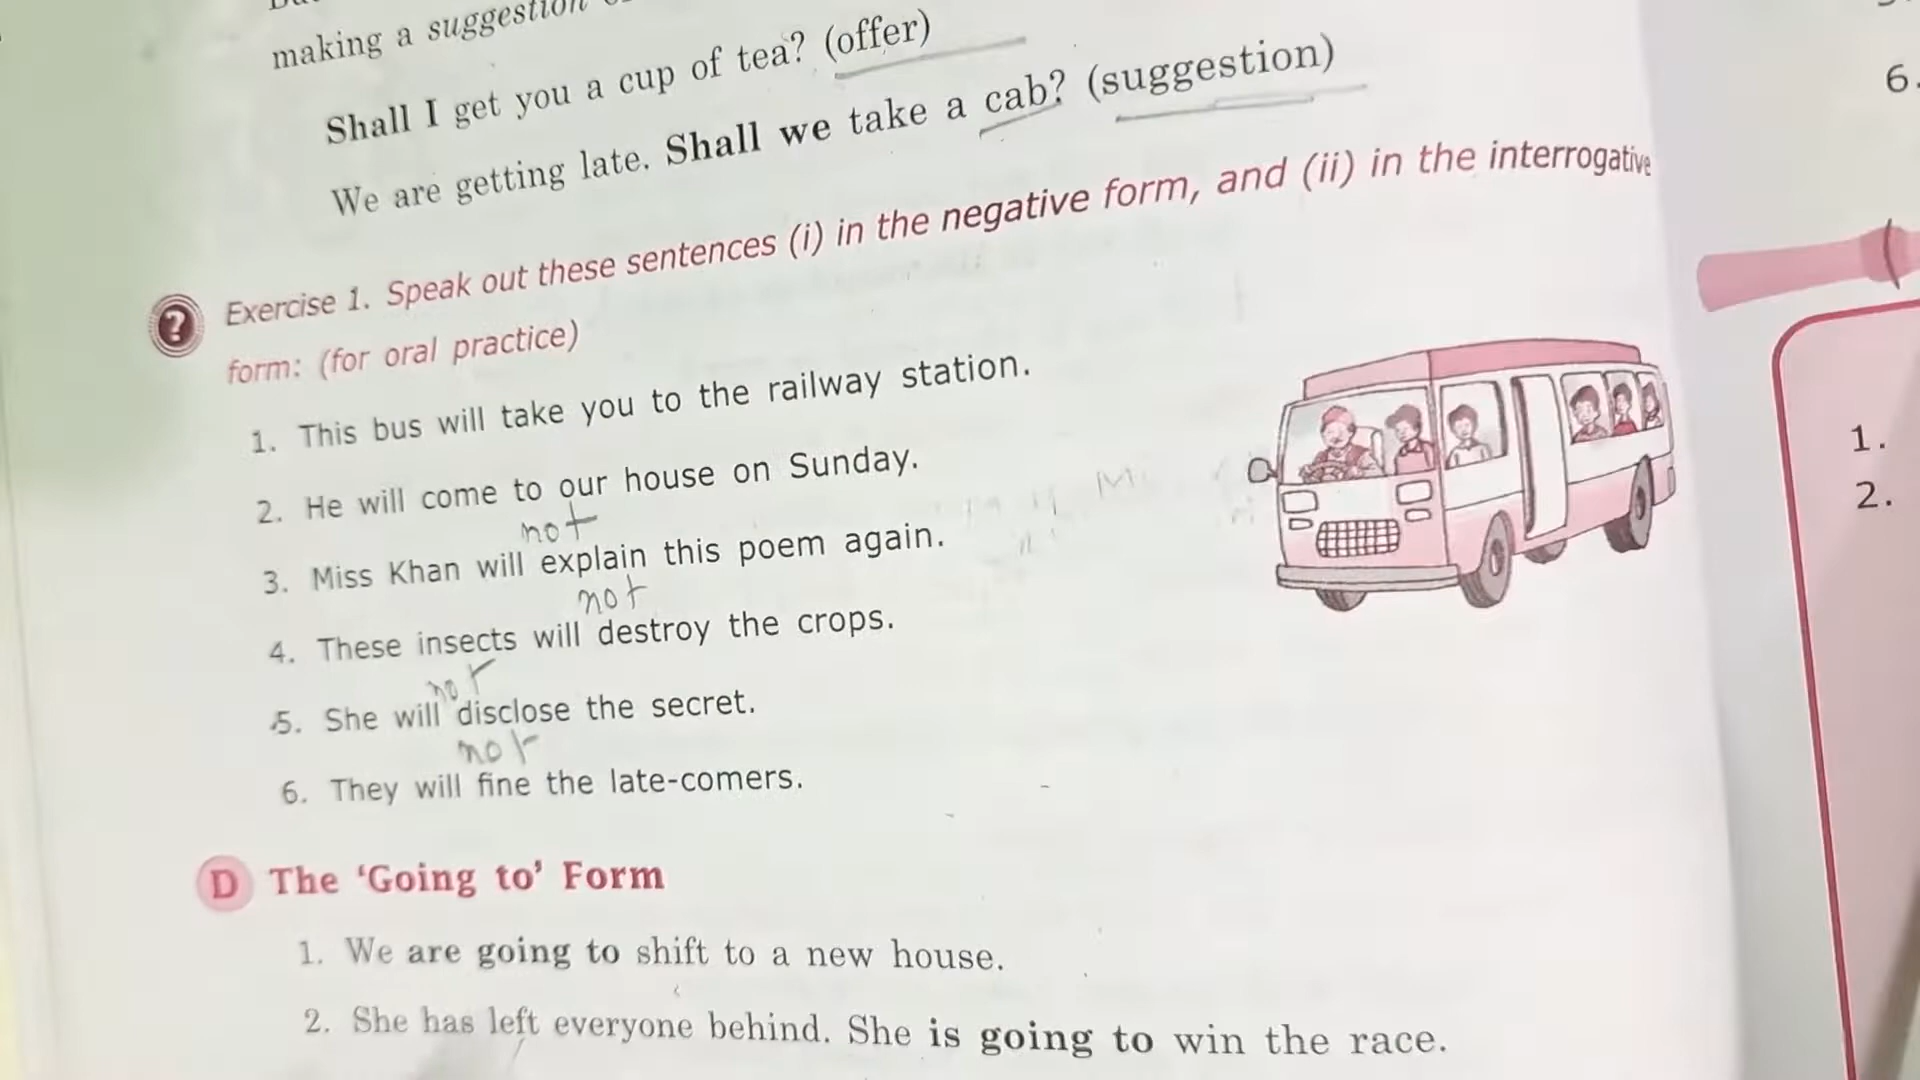 making a suggestion
Shall I get you a cup of tea? (offer)
We are getting late. Shall we take a cab? (suggestion)
6.
? Exercise 1. Speak out these sentences (i) in the negative form, and (ii) in the interrogative
form: (for oral practice)
1. This bus will take you to the railway station.
2. He will come to our house on Sunday.
not
3. Miss Khan will explain this poem again.
not
4. These insects will destroy the crops.
not
5. She will disclose the secret.
not
6. They will fine the late-comers.
1.
2.
D The ‘Going to’ Form
1. We are going to shift to a new house.
2. She has left everyone behind. She is going to win the race.